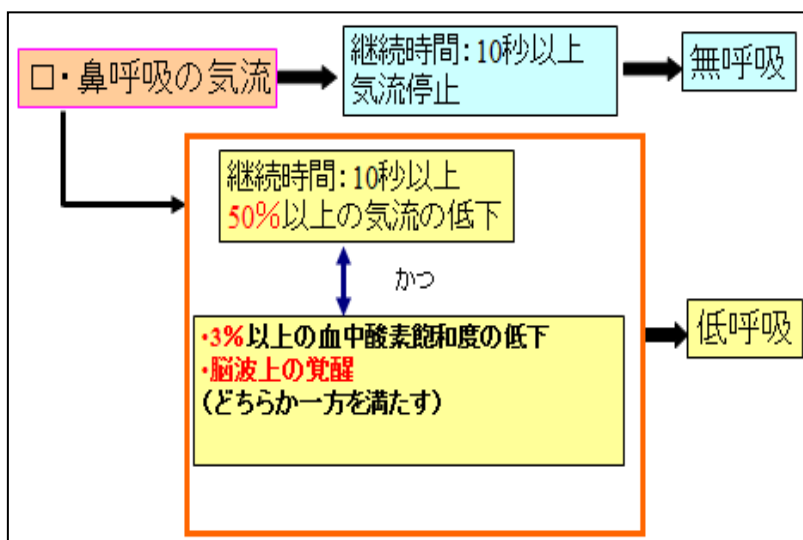 口・鼻呼吸の気流
継続時間：10秒以上
気流停止
無呼吸
継続時間：10秒以上
50%以上の気流の低下
かつ
・3%以上の血中酸素飽和度の低下
・脳波上の覚醒
（どちらか一方を満たす）
低呼吸